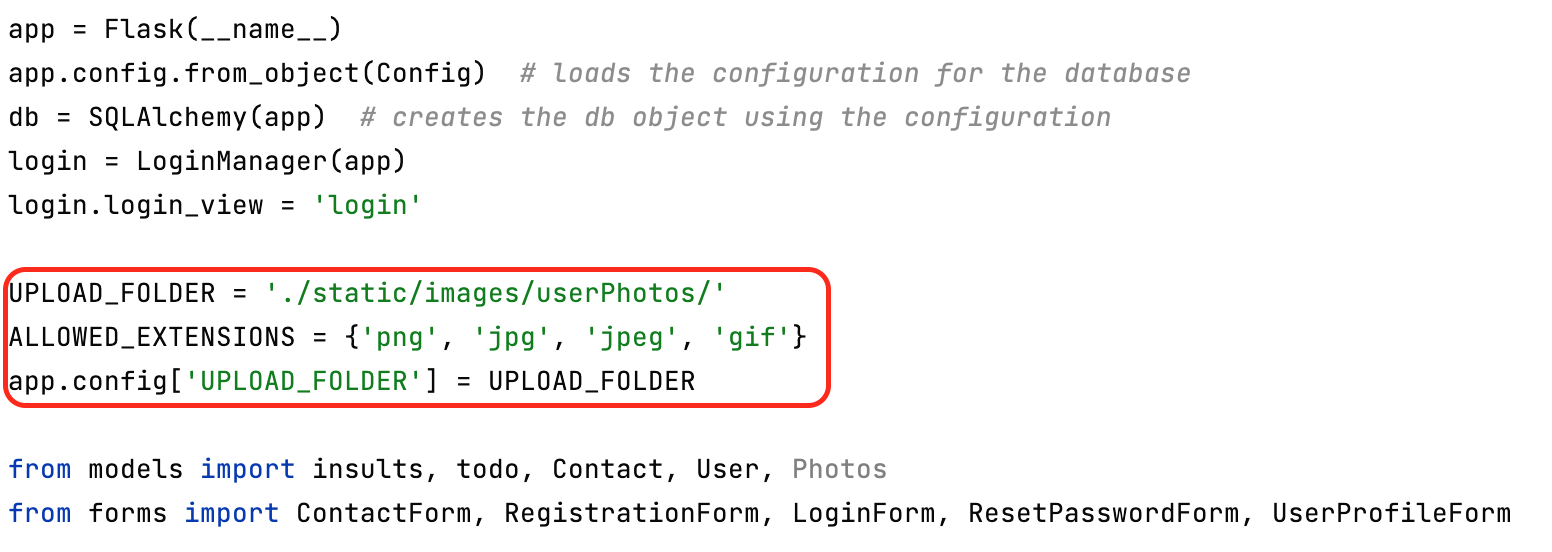 app = Flask(__name__)
app.config.from_object(Config)  # loads the configuration for the database
db = SQLAlchemy(app)  # creates the db object using the configuration
login = LoginManager(app)
login.login_view = 'login'
UPLOAD_FOLDER = './static/images/userPhotos/'
ALLOWED_EXTENSIONS = {'png', 'jpg', 'jpeg', 'gif'}
app.config['UPLOAD_FOLDER'] = UPLOAD_FOLDER
from models import insults, todo, Contact, User, Photos
from forms import ContactForm, RegistrationForm, LoginForm, ResetPasswordForm, UserProfileForm